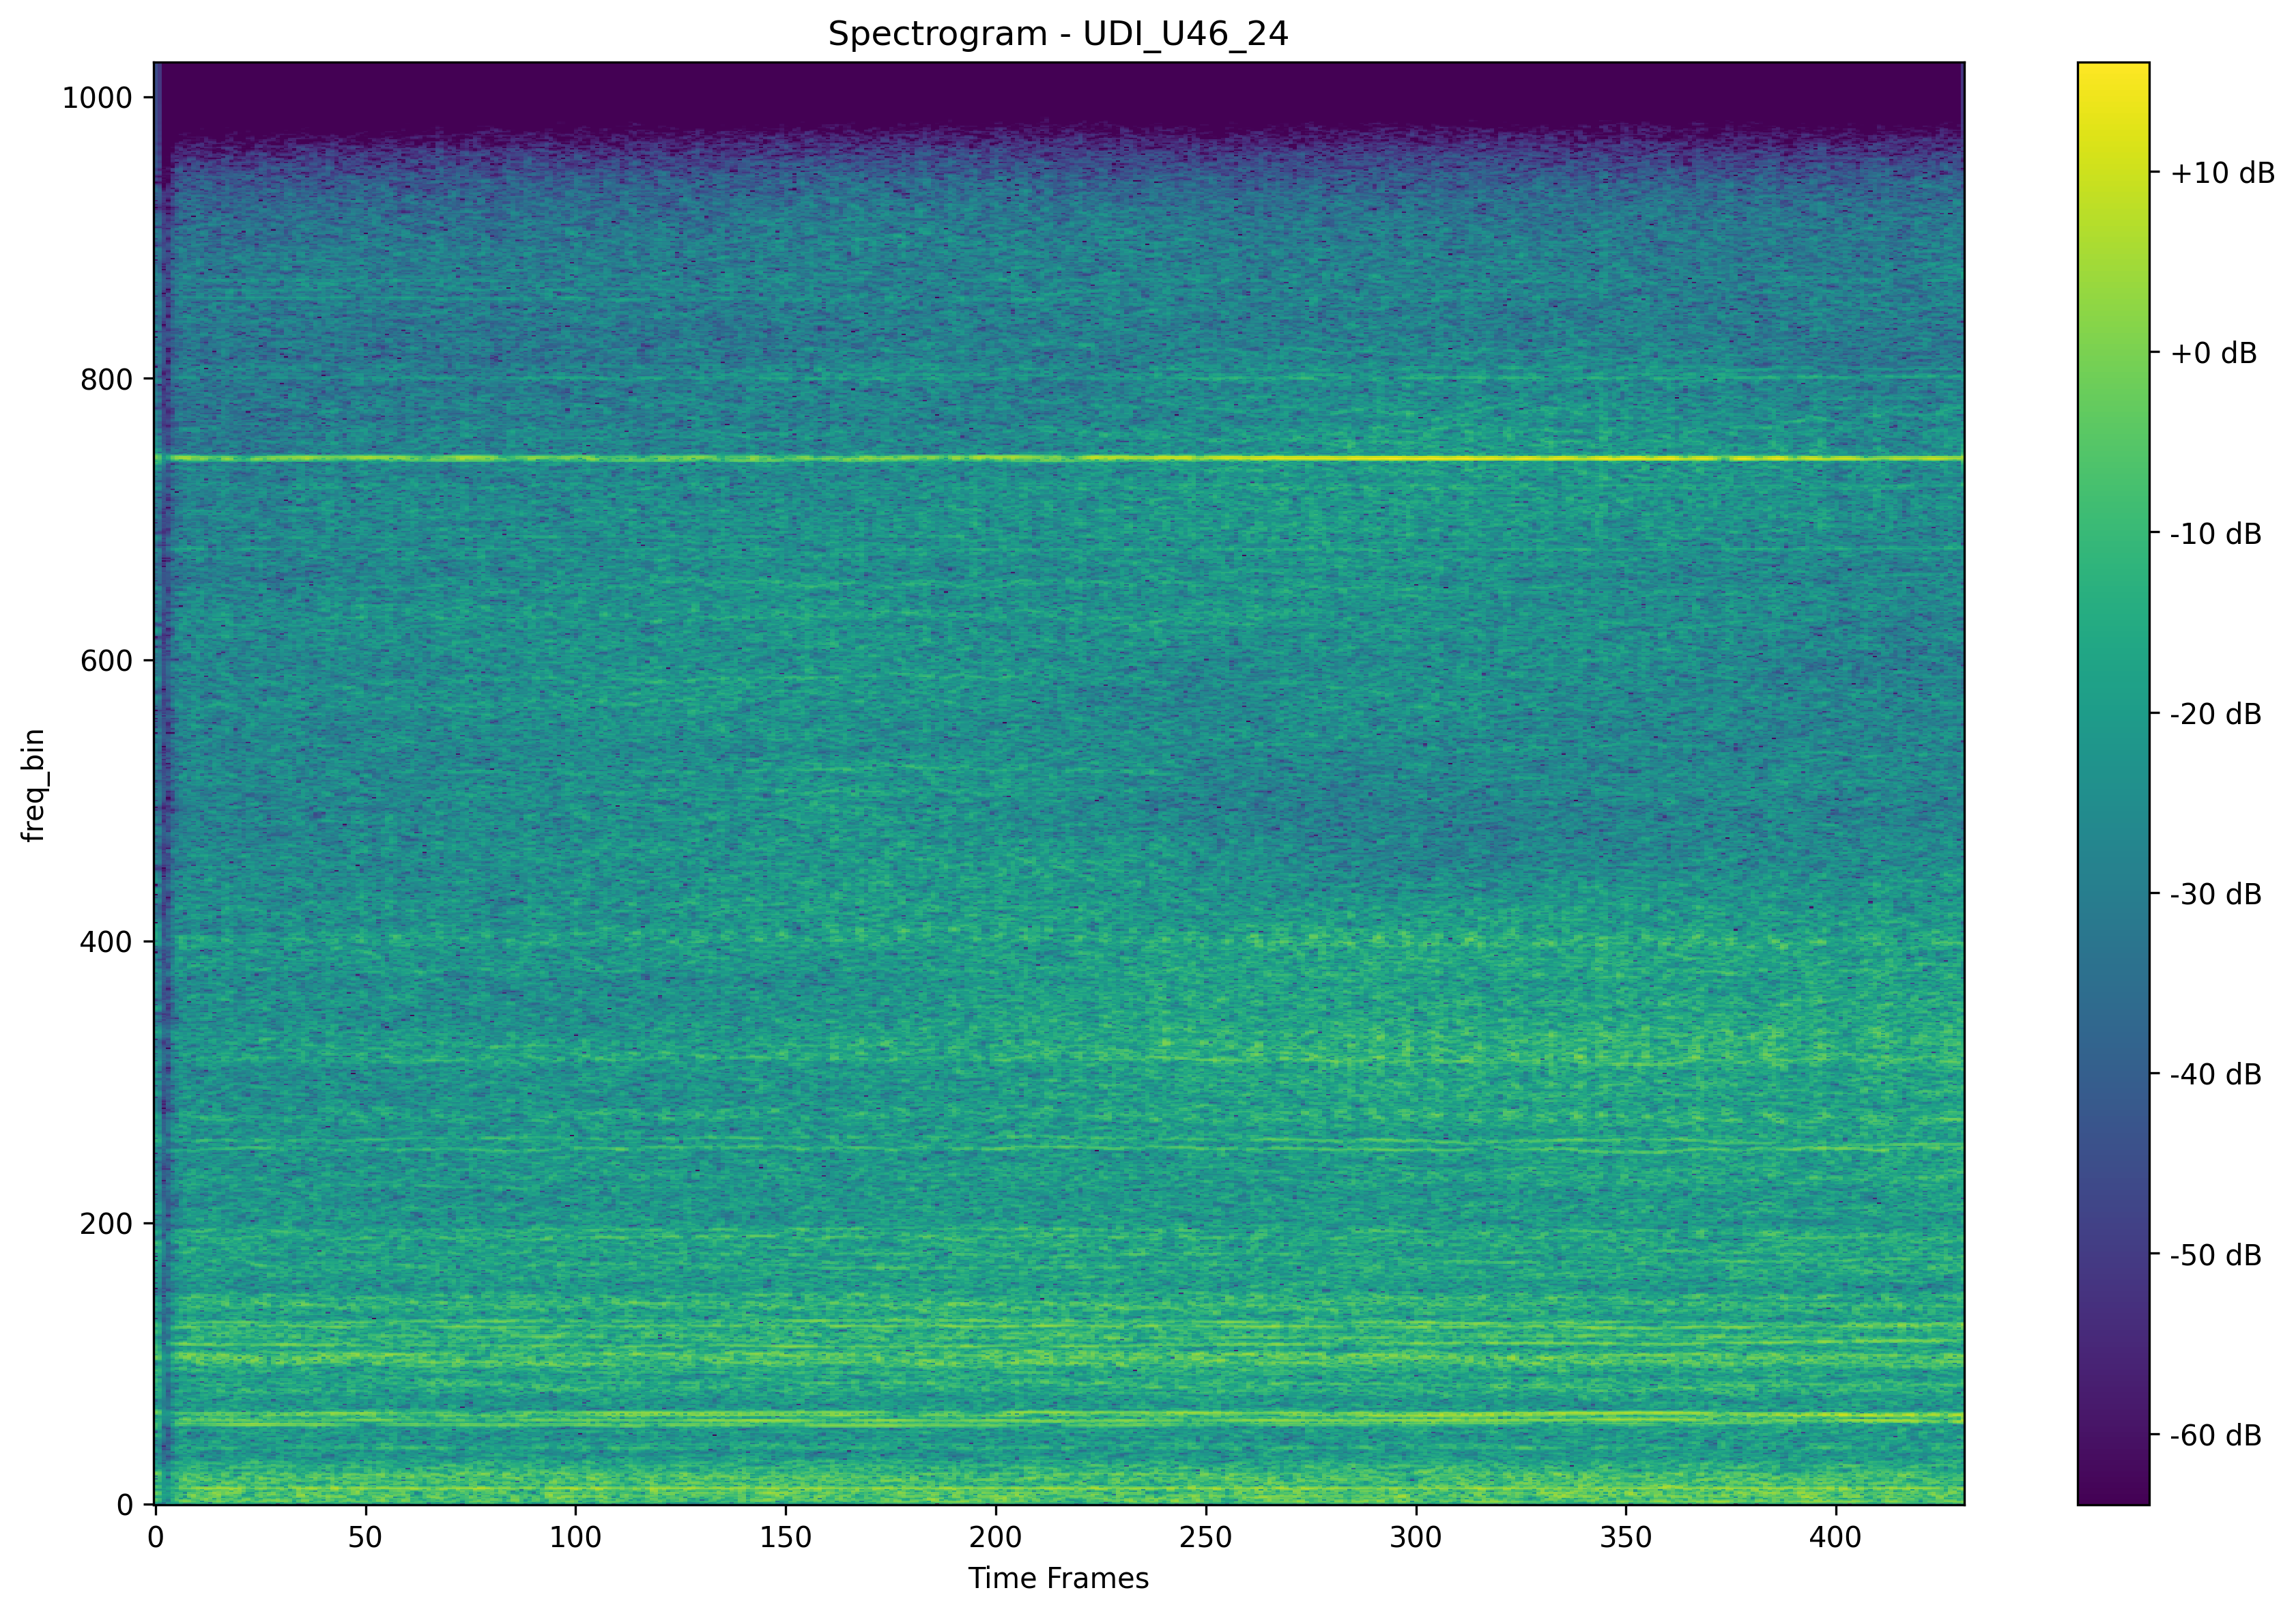 Spectrogram - UDI_U46_24
1000
800
600
400
200
0
freq_bin
0 50 100 150 200 250 300 350 400
Time Frames
+10 dB
+0 dB
-10 dB
-20 dB
-30 dB
-40 dB
-50 dB
-60 dB